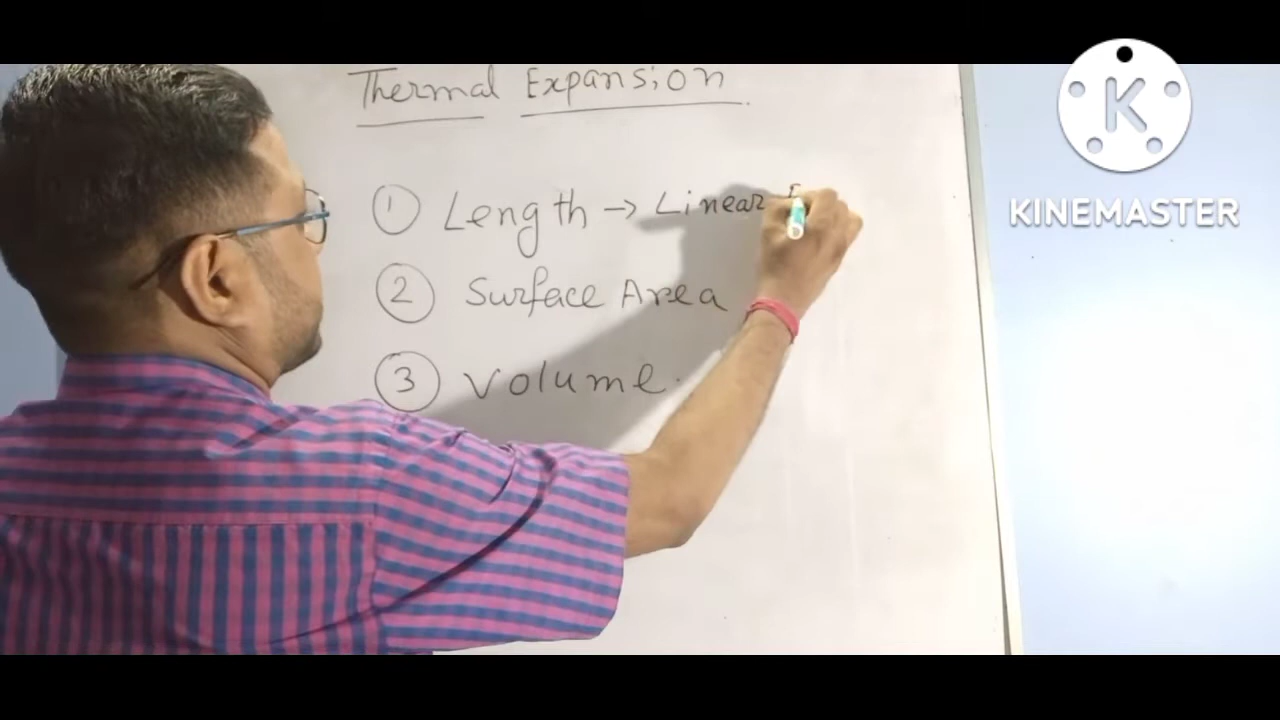 Thermal Expansion
① Length → Linear
② Surface Area
③ Volume.
KINEMASTER